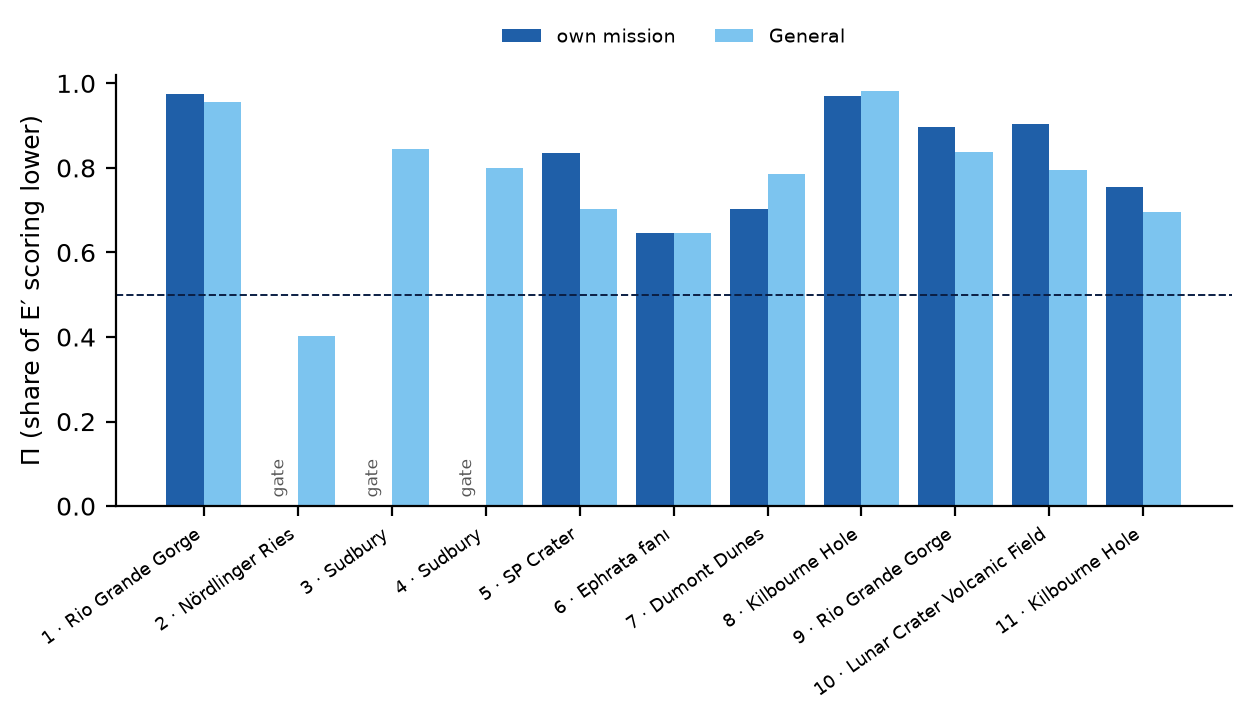 own mission
General
Π (share of E′ scoring lower)
1.0
0.8
0.6
0.4
0.2
0.0
gate
gate
gate
1 · Rio Grande Gorge
2 · Nördlinger Ries
3 · Sudbury
4 · Sudbury
5 · SP Crater
6 · Ephrata fanı
7 · Dumont Dunes
8 · Kilbourne Hole
9 · Rio Grande Gorge
10 · Lunar Crater Volcanic Field
11 · Kilbourne Hole